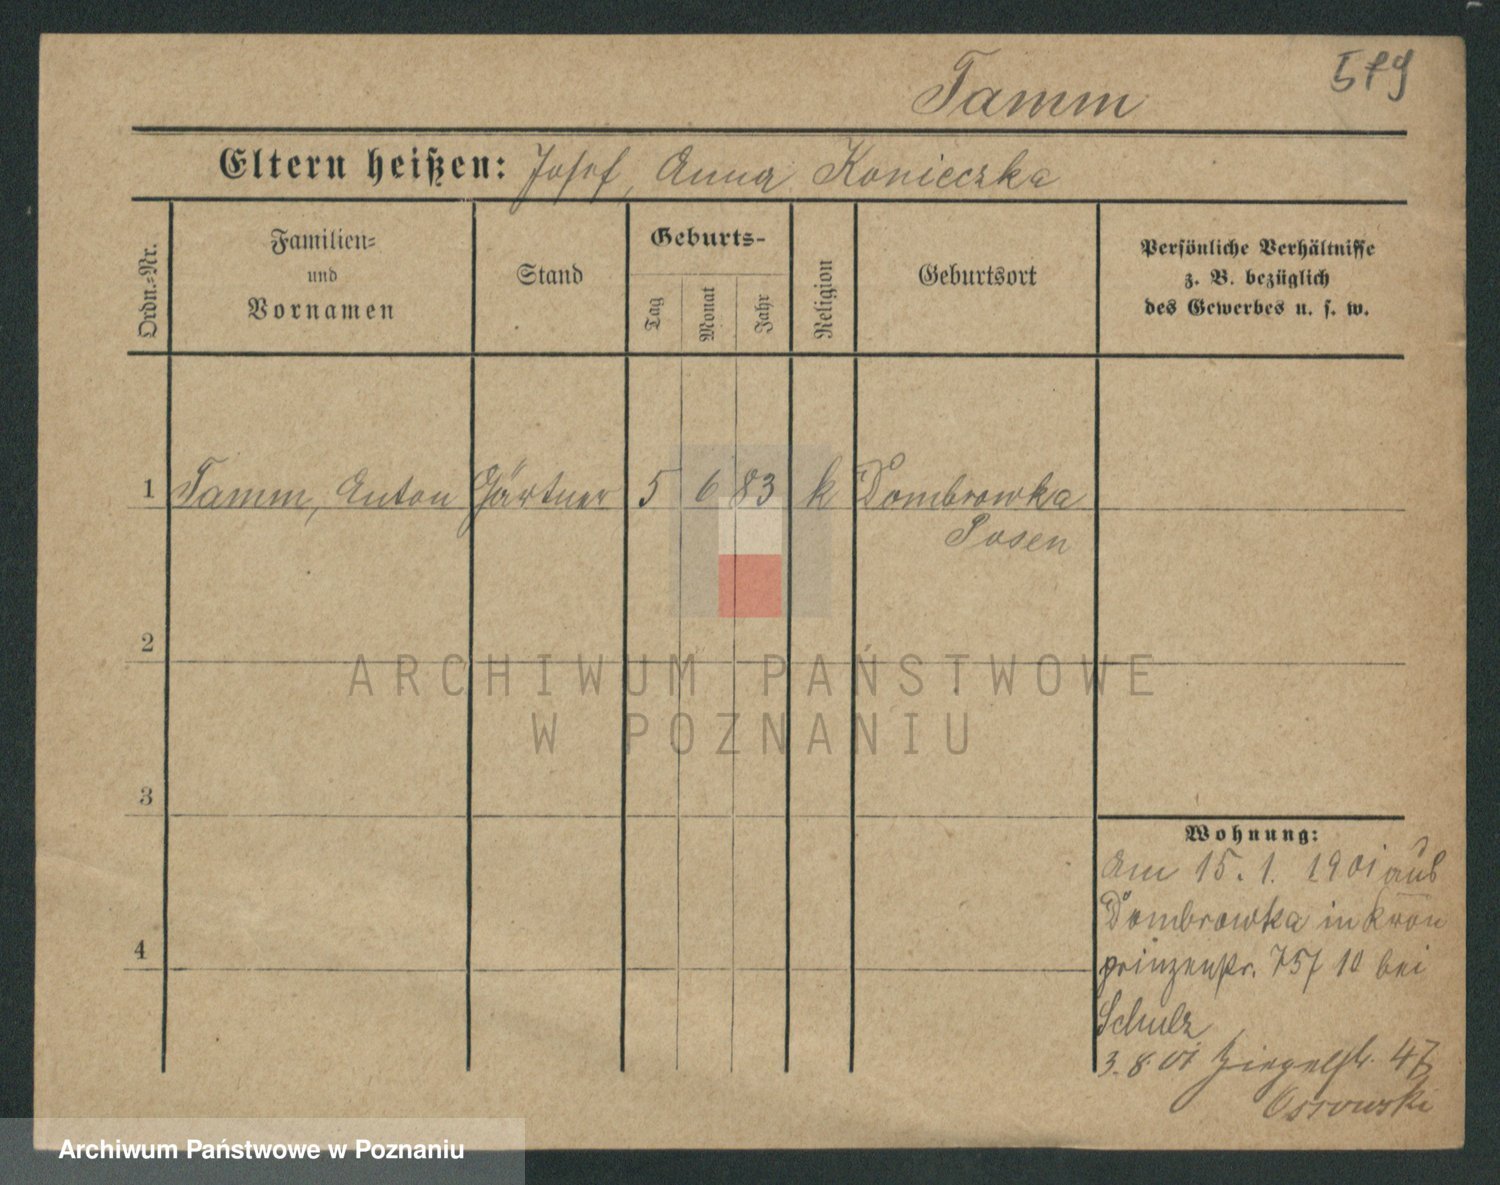 Tamm
579
Eltern heißen: Josef, Anna Konieczka
Ordn.-Nr.
Familien-
und
Vornamen
Stand
Geburts-
Tag
Monat
Jahr
Religion
Geburtsort
Persönliche Verhältnisse
z. B. bezüglich
des Gewerbes u. s. w.
1 Tamm, Anton Gärtner 5 6 83 k Dombrowka
Posen
2
ARCHIWUM PAŃSTWOWE
W POZNANIU
3
Wohnung:
Am 15. 1. 1901 aus
Dombrowka in Kron
prinzenstr. 10 bei
4
Schulz
3. 8. 01 Ziegelstr. 47
Ossowski
Archiwum Państwowe w Poznaniu